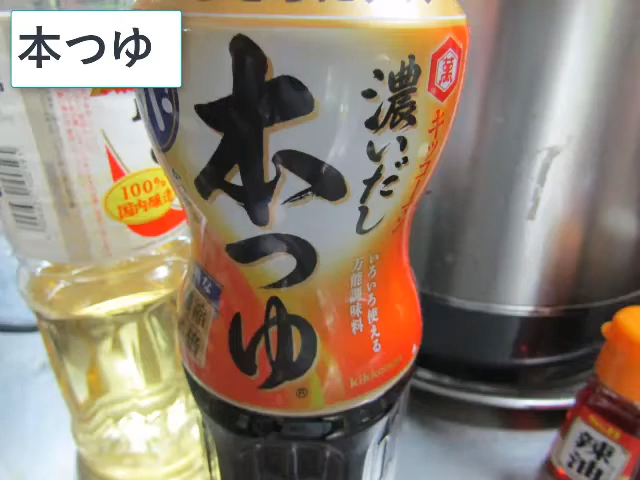 本つゆ
萬
キッコーマン
濃いだし
本つゆ
®
いろいろ使える
万能調味料
kikkoman
100%
国内醸造
辣油